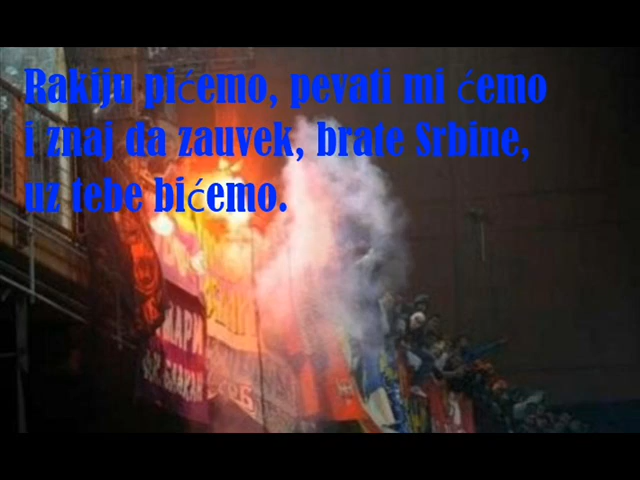 Rakiju pićemo, pevati mi ćemo
i znaj da zauvek, brate Srbine,
uz tebe bićemo.